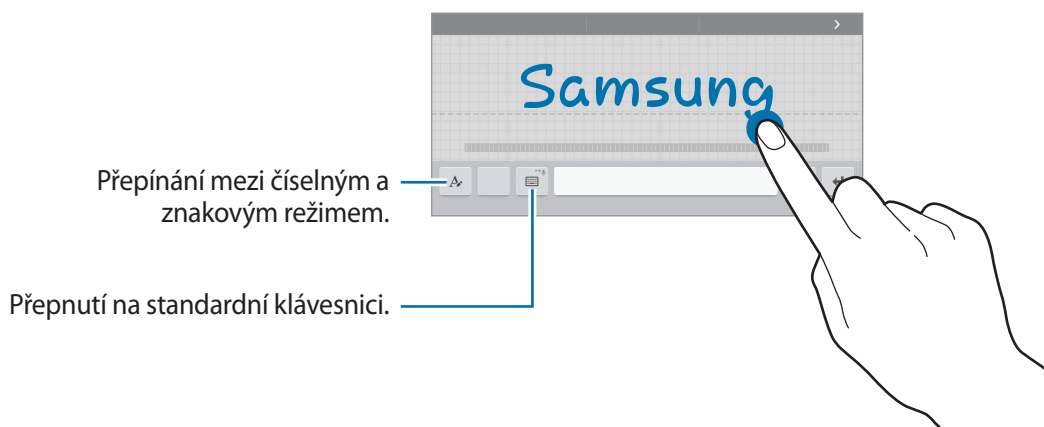 Samsung
Přepínání mezi číselným a
znakovým režimem.
Přepnutí na standardní klávesnici.